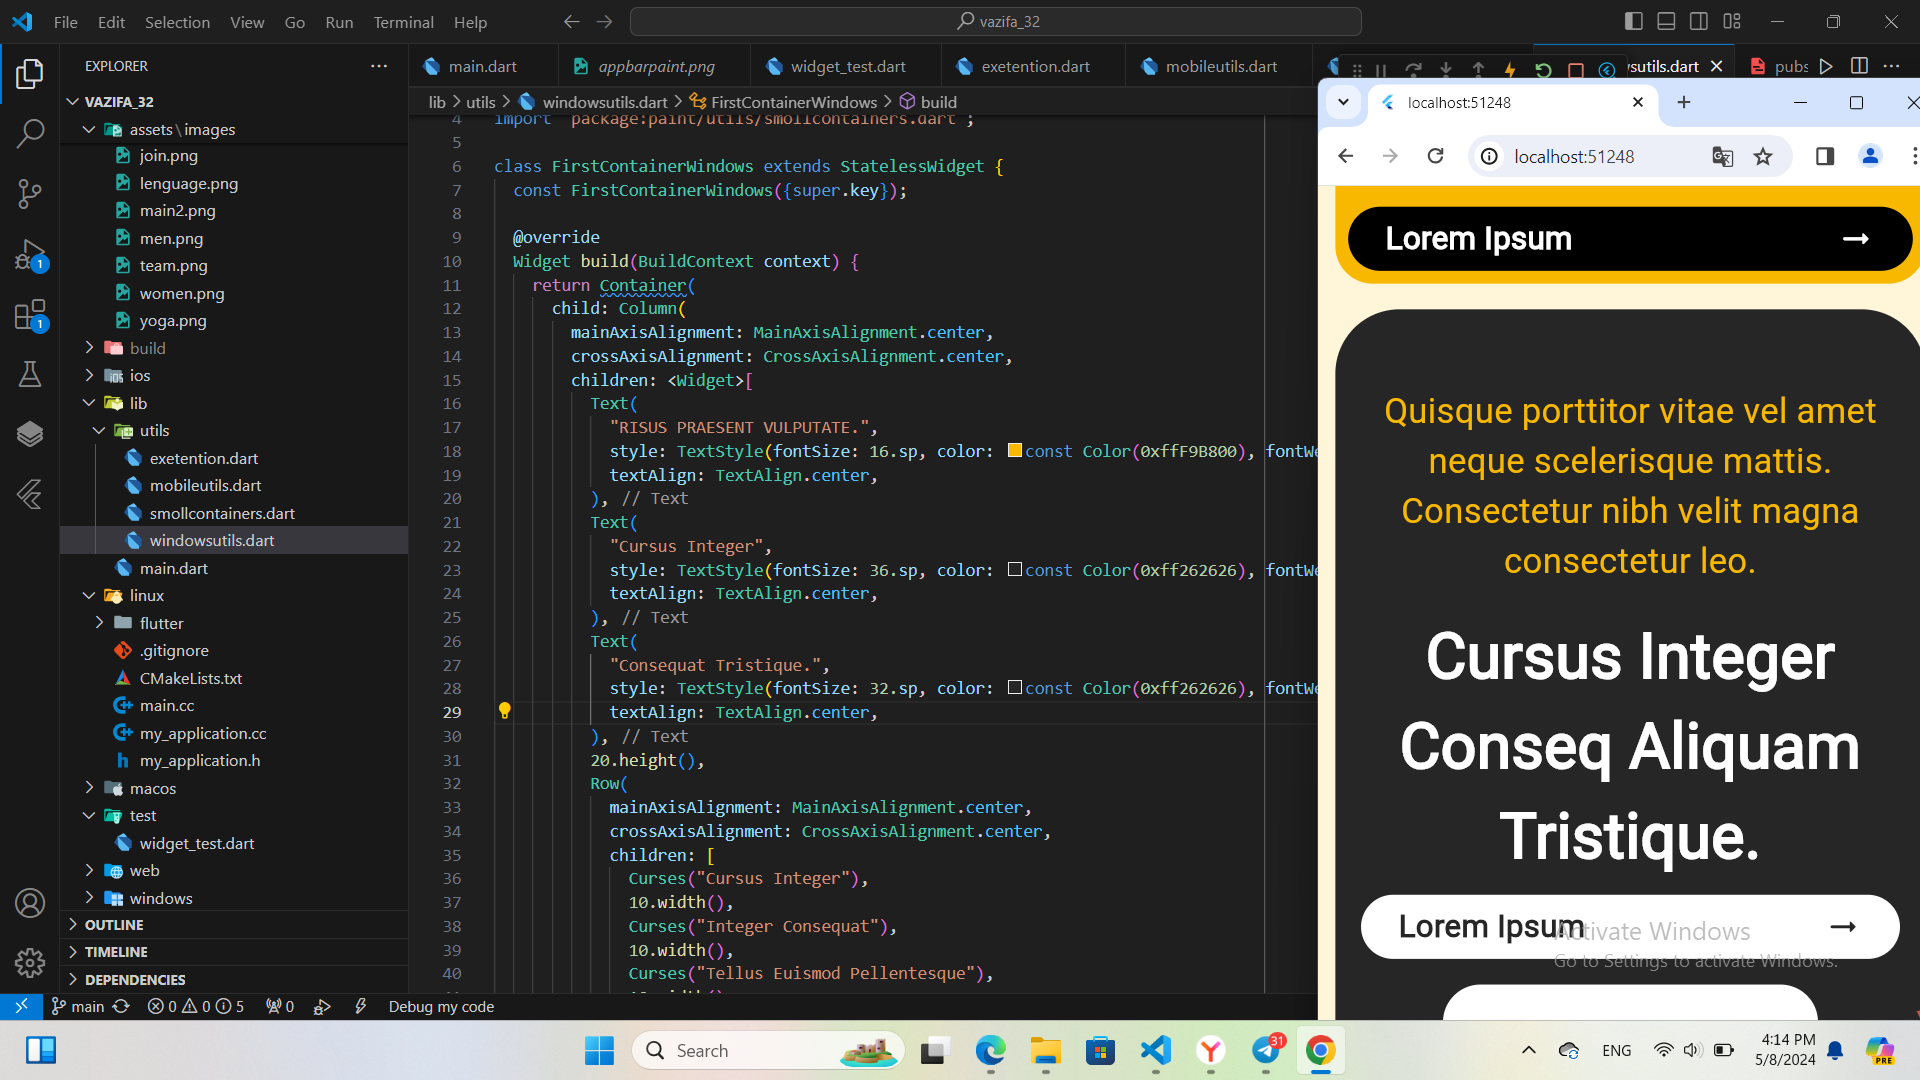 File Edit Selection View Go Run Terminal Help
vazifa_32
EXPLORER
VAZIFA_32
assets\images
join.png
lenguage.png
main2.png
men.png
team.png
women.png
yoga.png
build
ios
lib
utils
exetention.dart
mobileutils.dart
smollcontainers.dart
windowsutils.dart
main.dart
linux
flutter
.gitignore
CMakeLists.txt
main.cc
my_application.cc
my_application.h
macos
test
widget_test.dart
web
windows
OUTLINE
TIMELINE
DEPENDENCIES
1
1
main.dart appbarpaint.png widget_test.dart exetention.dart mobileutils.dart sutils.dart pubs
lib > utils > windowsutils.dart > FirstContainerWindows > build
4 import 'package:paint/utils/smollcontainers.dart';
5
6 class FirstContainerWindows extends StatelessWidget {
7 const FirstContainerWindows({super.key});
8
9 @override
10 Widget build(BuildContext context) {
11 return Container(
12 child: Column(
13 mainAxisAlignment: MainAxisAlignment.center,
14 crossAxisAlignment: CrossAxisAlignment.center,
15 children: <Widget>[
16 Text(
17 "RISUS PRAESENT VULPUTATE.",
18 style: TextStyle(fontSize: 16.sp, color: const Color(0xffF9B800), fontWe
19 textAlign: TextAlign.center,
20 ), // Text
21 Text(
22 "Cursus Integer",
23 style: TextStyle(fontSize: 36.sp, color: const Color(0xff262626), fontWe
24 textAlign: TextAlign.center,
25 ), // Text
26 Text(
27 "Consequat Tristique.",
28 style: TextStyle(fontSize: 32.sp, color: const Color(0xff262626), fontWe
29 textAlign: TextAlign.center,
30 ), // Text
31 20.height(),
32 Row(
33 mainAxisAlignment: MainAxisAlignment.center,
34 crossAxisAlignment: CrossAxisAlignment.center,
35 children: [
36 Curses("Cursus Integer"),
37 10.width(),
38 Curses("Integer Consequat"),
39 10.width(),
40 Curses("Tellus Euismod Pellentesque"),
localhost:51248
localhost:51248
Lorem Ipsum
Quisque porttitor vitae vel amet
neque scelerisque mattis.
Consectetur nibh velit magna
consectetur leo.
Cursus Integer
Conseq Aliquam
Tristique.
Lorem Ipsum
Activate Windows
Go to Settings to activate Windows.
main 0 0 5 0 Debug my code
Search
31
ENG
4:14 PM
5/8/2024
PRE